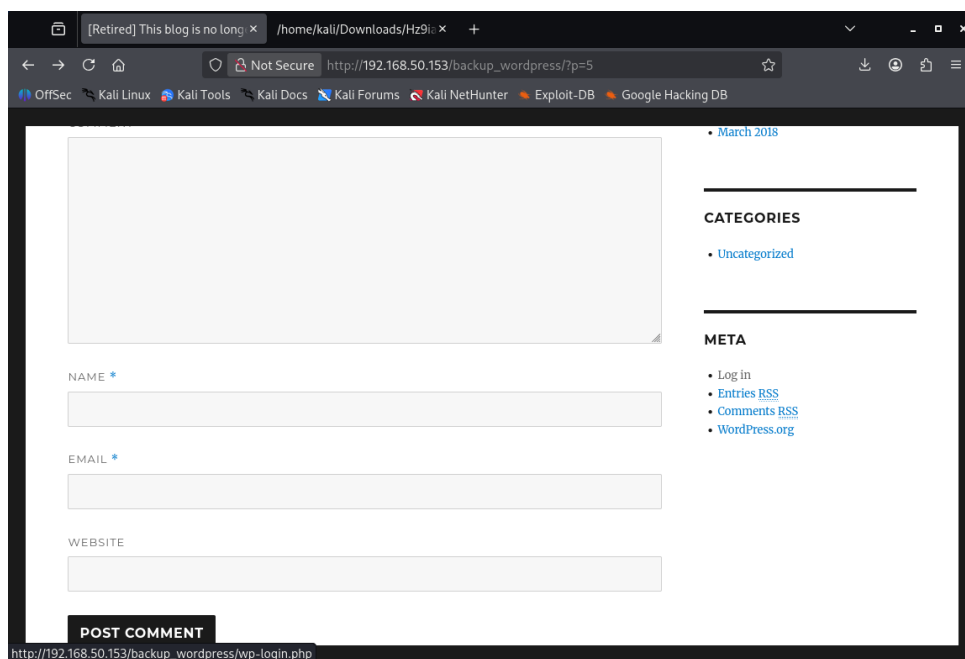 [Retired] This blog is no long
/home/kali/Downloads/Hz9ia
Not Secure http://192.168.50.153/backup_wordpress/?p=5
OffSec Kali Linux Kali Tools Kali Docs Kali Forums Kali NetHunter Exploit-DB Google Hacking DB
March 2018
CATEGORIES
Uncategorized
META
Log in
Entries RSS
Comments RSS
WordPress.org
NAME *
EMAIL *
WEBSITE
POST COMMENT
http://192.168.50.153/backup_wordpress/wp-login.php